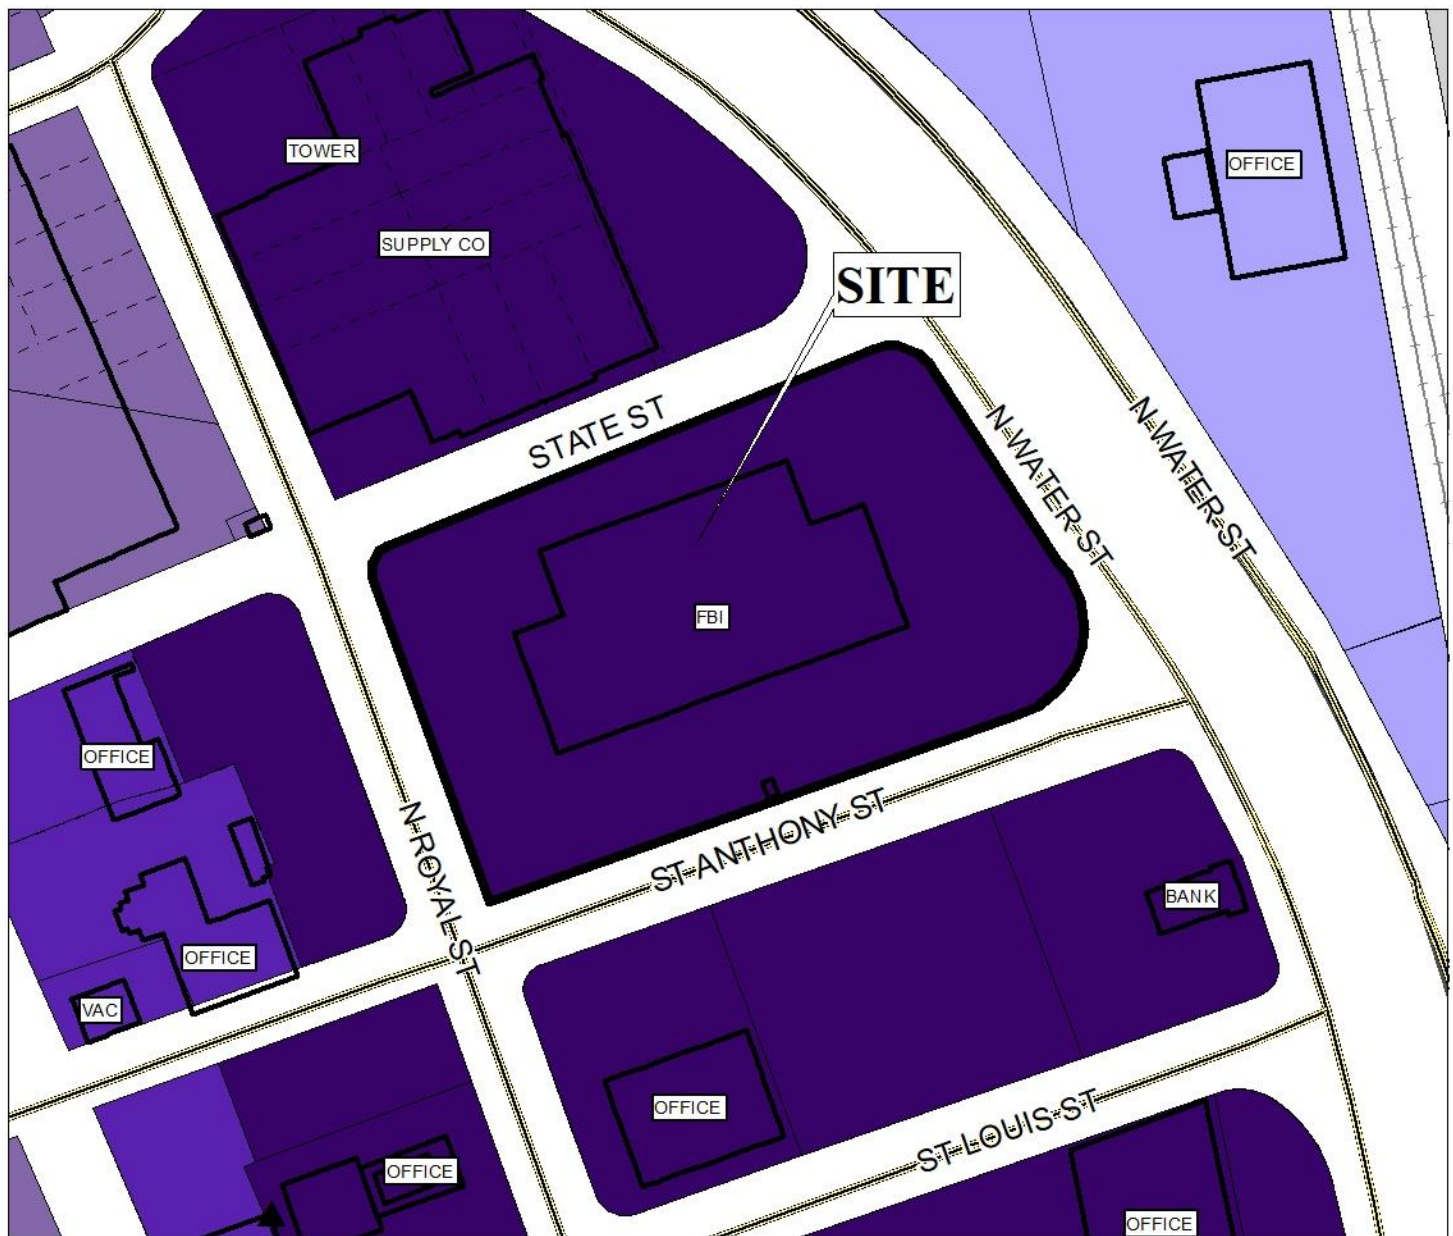 TOWER
OFFICE
SUPPLY CO
SITE
STATE ST
N WATER ST
N WATER ST
FBI
OFFICE
N ROYAL ST
ST ANTHONY ST
BANK
OFFICE
VAC
OFFICE
ST LOUIS ST
OFFICE
OFFICE